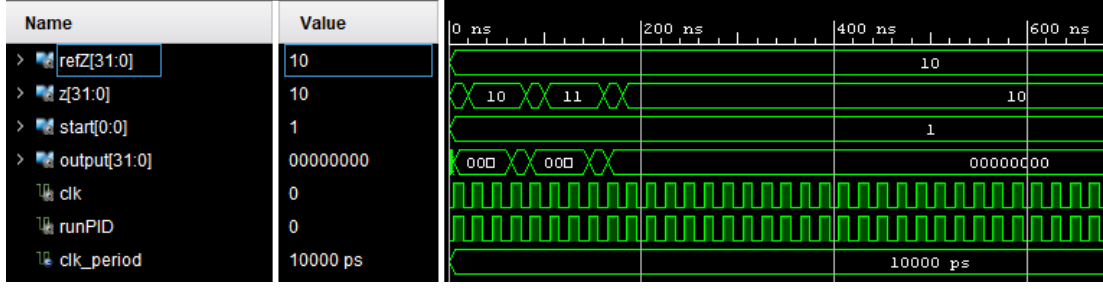 Name Value 0 ns 200 ns 400 ns 600 ns
refZ[31:0] 10 10
z[31:0] 10 10 11 10
start[0:0] 1 1
output[31:0] 00000000 00□ 00□ 00000000
clk 0
runPID 0
clk_period 10000 ps 10000 ps